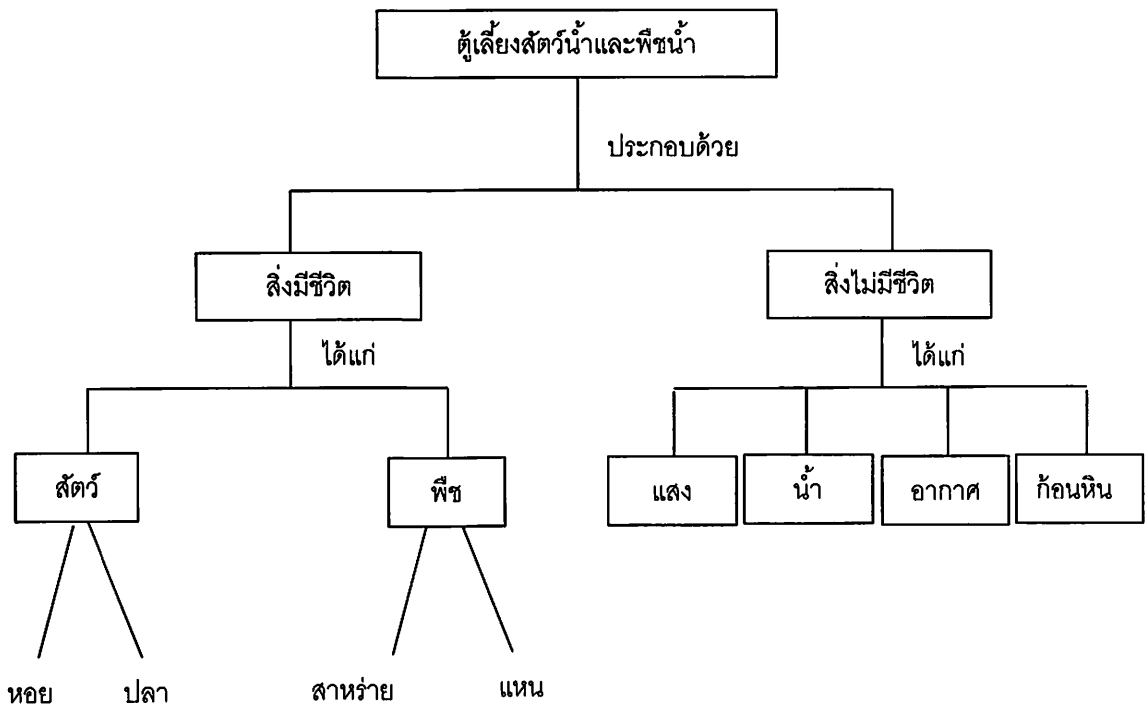 ตู้เลี้ยงสัตว์น้ำและพืชน้ำ
ประกอบด้วย
สิ่งมีชีวิต
สิ่งไม่มีชีวิต
ได้แก่
ได้แก่
สัตว์
พืช
แสง
น้ำ
อากาศ
ก้อนหิน
หอย
ปลา
สาหร่าย
แหน